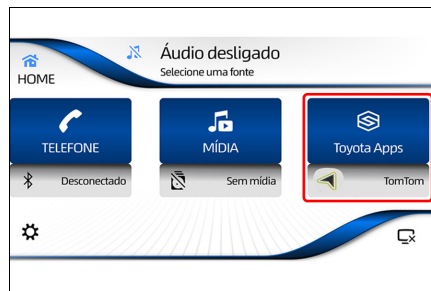 Áudio desligado
Selecione uma fonte
HOME
TELEFONE
MÍDIA
Toyota Apps
Desconectado
Sem mídia
TomTom